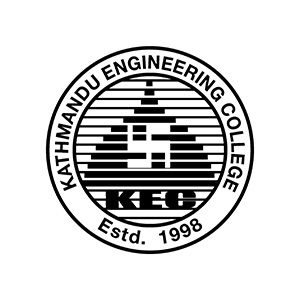 KATHMANDU ENGINEERING COLLEGE
KEC
Estd. 1998